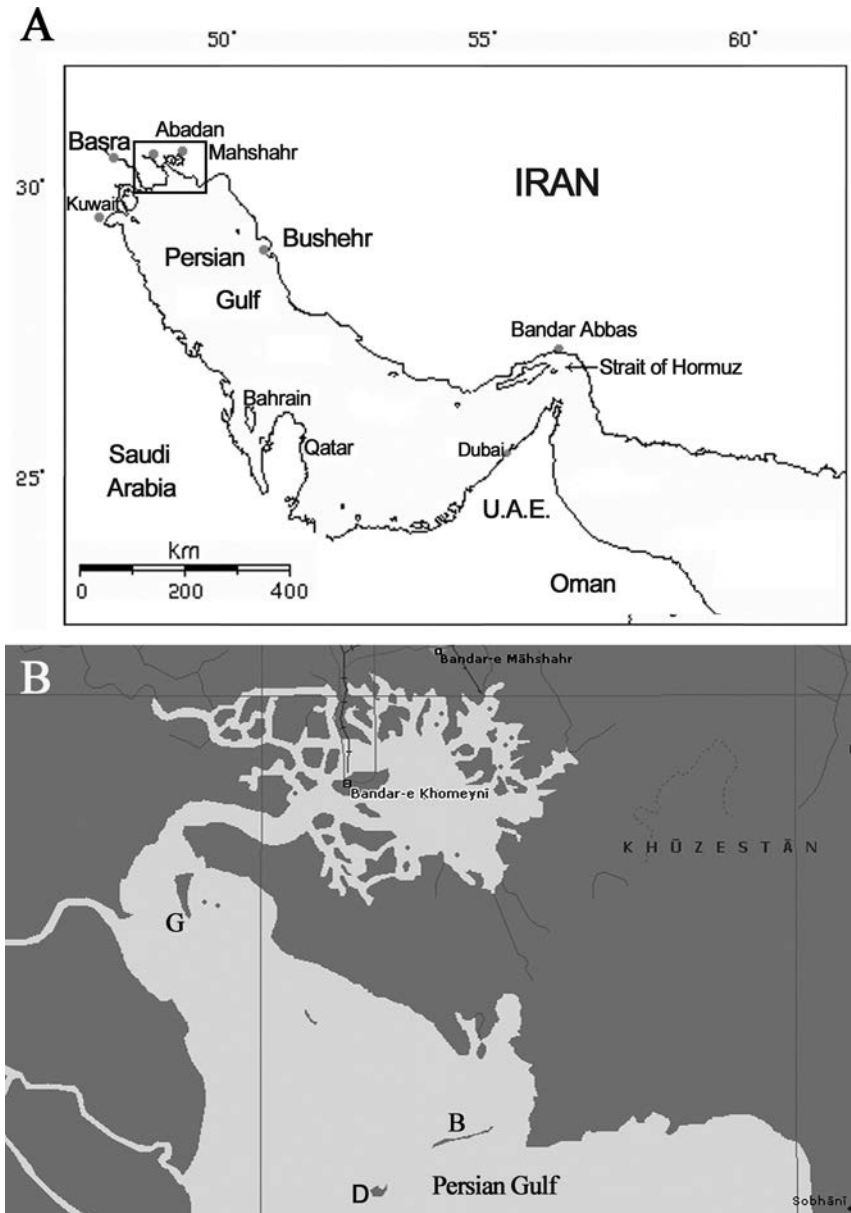 A
50°
55°
60°
Abadan
Basra
Mahshahr
30°
IRAN
Kuwait
Bushehr
Persian
Gulf
Bandar Abbas
Strait of Hormuz
Bahrain
Qatar
Dubai
Saudi
Arabia
25°
U.A.E.
Km
0 200 400
Oman
B
Bandar-e Māhshahr
Bandar-e Khomeynī
KHŪZESTĀN
G
B
D
Persian Gulf
Sobhānī